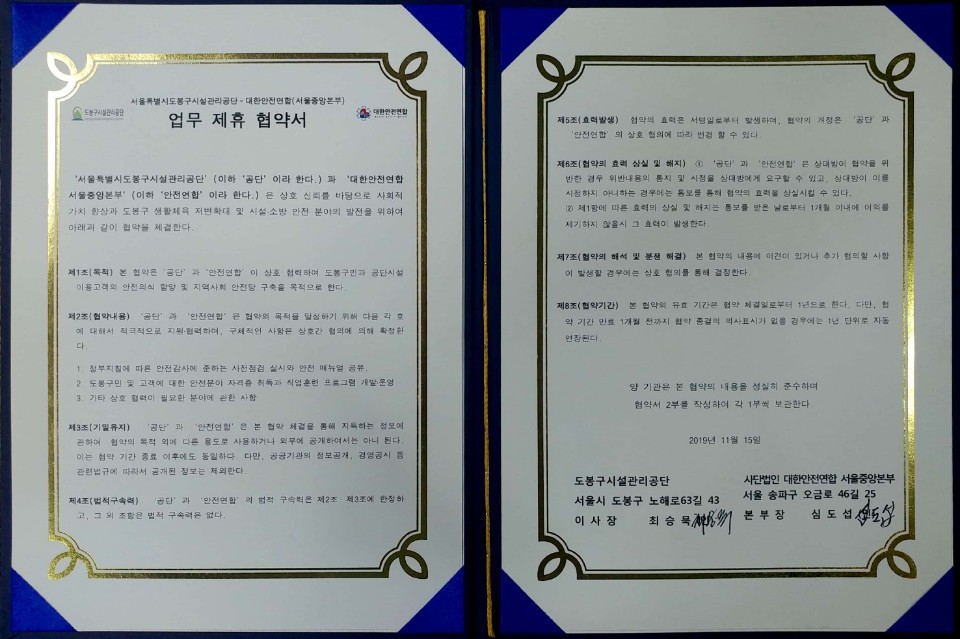 서울특별시도봉구시설관리공단 - 대한안전연합(서울중앙본부)
도봉구시설관리공단
업무 제휴 협약서
대한안전연합
'서울특별시도봉구시설관리공단' (이하 '공단' 이라 한다.) 과 '대한안전연합
서울중앙본부' (이하 '안전연합' 이라 한다.) 은 상호 신뢰를 바탕으로 사회적
가치 향상과 도봉구 생활체육 저변확대 및 시설·소방 안전 분야의 발전을 위하여
아래과 같이 협약을 체결한다.
제1조(목적) 본 협약은 '공단' 과 '안전연합' 이 상호 협력하며 도봉구민과 공단시설
이용고객의 안전의식 함양 및 지역사회 안전망 구축을 목적으로 한다.
제2조(협약내용) '공단' 과 '안전연합' 은 협약의 목적을 달성하기 위해 다음 각 호
에 대해서 적극적으로 지원·협력하며, 구체적인 사항은 상호간 협의에 의해 확정한
다.
1. 정부지침에 따른 안전감사에 준하는 사전점검 실시와 안전 매뉴얼 공유.
2. 도봉구민 및 고객에 대한 안전분야 자격증 취득과 직업훈련 프로그램 개발·운영
3. 기타 상호 협력이 필요한 분야에 관한 사항
제3조(기밀유지) '공단' 과 '안전연합' 은 본 협약 체결을 통해 지득하는 정보에
관하여 협약의 목적 외에 다른 용도로 사용하거나 외부에 공개하여서는 아니 된다.
이는 협약 기간 종료 이후에도 동일하다. 다만, 공공기관의 정보공개, 경영공시 등
관련법규에 따라서 공개된 정보는 제외한다.
제4조(법적구속력) '공단' 과 '안전연합' 의 법적 구속력은 제2조·제3조에 한정하
고, 그 외 조항은 법적 구속력은 없다.
제5조(효력발생) 협약의 효력은 서명일로부터 발생하며, 협약의 개정은 '공단' 과
'안전연합' 의 상호 협의에 따라 변경 할 수 있다.
제6조(협약의 효력 상실 및 해지) ① '공단' 과 '안전연합' 은 상대방이 협약을 위
반한 경우 위반내용의 통지 및 시정을 상대방에게 요구할 수 있고, 상대방이 이를
시정하지 아니하는 경우에는 통보를 통해 협약의 효력을 상실시킬 수 있다.
② 제1항에 따른 효력의 상실 및 해지는 통보를 받은 날로부터 1개월 이내에 이의를
제기하지 않을시 그 효력이 발생한다.
제7조(협약의 해석 및 분쟁 해결) 본 협약의 내용에 이견이 있거나 추가 협의할 사항
이 발생할 경우에는 상호 협의를 통해 결정한다.
제8조(협약기간) 본 협약의 유효 기간은 협약 체결일로부터 1년으로 한다. 다만, 협
약 기간 만료 1개월 전까지 협약 종결의 의사표시가 없을 경우에는 1년 단위로 자동
연장된다.
양 기관은 본 협약의 내용을 성실히 준수하며
협약서 2부를 작성하여 각 1부씩 보관한다.
2019년 11월 15일
도봉구시설관리공단
서울시 도봉구 노해로63길 43
이 사 장 최 승 묵
사단법인 대한안전연합 서울중앙본부
서울 송파구 오금로 46길 25
본 부 장 심 도 섭